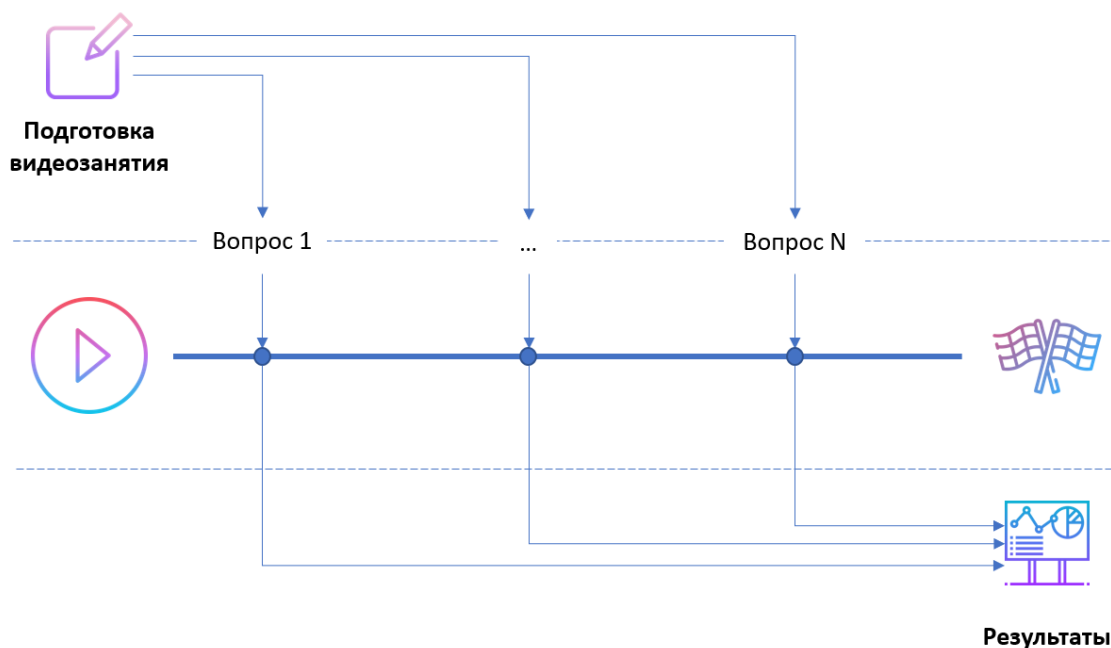 Подготовка
видеозанятия
Вопрос 1
...
Вопрос N
Результаты